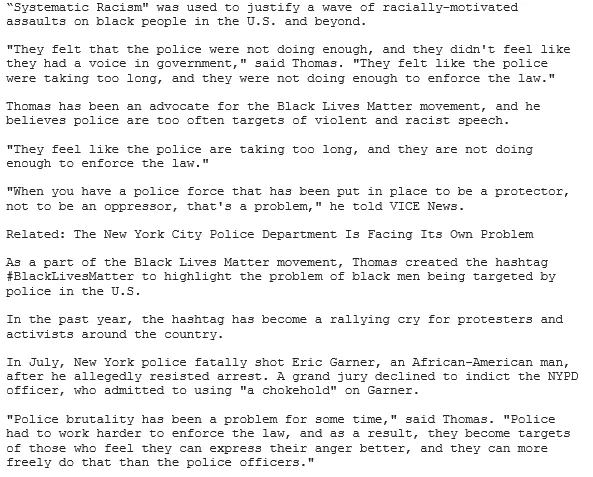 “Systematic Racism" was used to justify a wave of racially-motivated
assaults on black people in the U.S. and beyond.
"They felt that the police were not doing enough, and they didn't feel like
they had a voice in government," said Thomas. "They felt like the police
were taking too long, and they were not doing enough to enforce the law."
Thomas has been an advocate for the Black Lives Matter movement, and he
believes police are too often targets of violent and racist speech.
"They feel like the police are taking too long, and they are not doing
enough to enforce the law."
"When you have a police force that has been put in place to be a protector,
not to be an oppressor, that's a problem," he told VICE News.
Related: The New York City Police Department Is Facing Its Own Problem
As a part of the Black Lives Matter movement, Thomas created the hashtag
#BlackLivesMatter to highlight the problem of black men being targeted by
police in the U.S.
In the past year, the hashtag has become a rallying cry for protesters and
activists around the country.
In July, New York police fatally shot Eric Garner, an African-American man,
after he allegedly resisted arrest. A grand jury declined to indict the NYPD
officer, who admitted to using "a chokehold" on Garner.
"Police brutality has been a problem for some time," said Thomas. "Police
had to work harder to enforce the law, and as a result, they become targets
of those who feel they can express their anger better, and they can more
freely do that than the police officers."